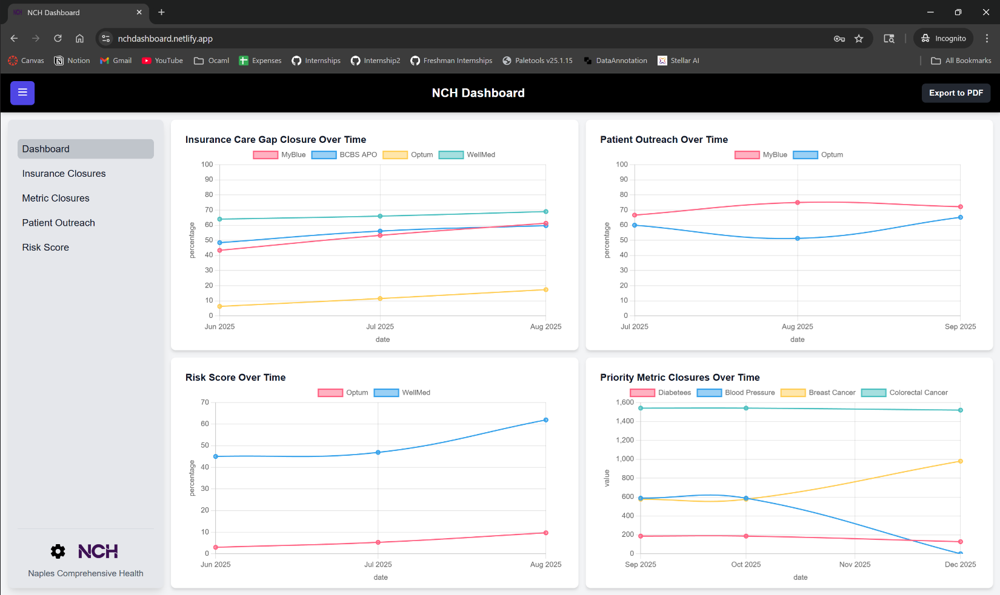 NCH Dashboard
nchdashboard.netlify.app
Incognito
Canvas
Notion
Gmail
YouTube
Ocaml
Expenses
Internships
Internship2
Freshman Internships
Paletools v25.1.15
DataAnnotation
Stellar AI
All Bookmarks
NCH Dashboard
Export to PDF
Dashboard
Insurance Closures
Metric Closures
Patient Outreach
Risk Score
NCH
Naples Comprehensive Health
Insurance Care Gap Closure Over Time
MyBlue
BCBS APO
Optum
WellMed
100
90
80
70
60
50
40
30
20
10
0
percentage
Jun 2025
Jul 2025
Aug 2025
date
Patient Outreach Over Time
MyBlue
Optum
100
90
80
70
60
50
40
30
20
10
0
percentage
Jul 2025
Aug 2025
Sep 2025
date
Risk Score Over Time
Optum
WellMed
70
60
50
40
30
20
10
0
percentage
Jun 2025
Jul 2025
Aug 2025
date
Priority Metric Closures Over Time
Diabetees
Blood Pressure
Breast Cancer
Colorectal Cancer
1,600
1,400
1,200
1,000
800
600
400
200
0
value
Sep 2025
Oct 2025
Nov 2025
Dec 2025
date